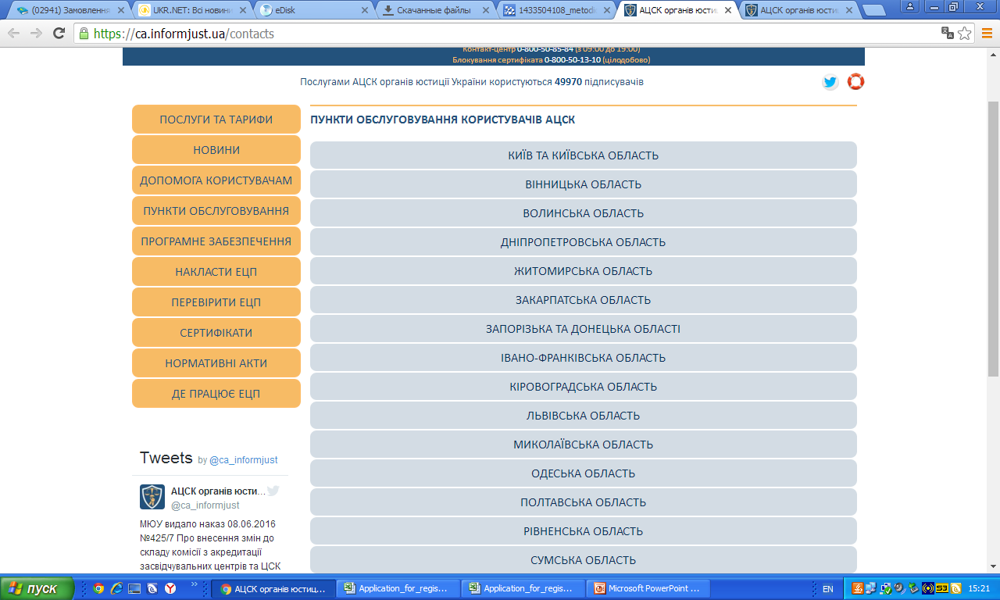 (02941) Замовлення
UKR.NET: Всі новини
eDisk
Скачанные файлы
1433504108_metodi
АЦСК органів юстиц
АЦСК органів юстиц
https://ca.informjust.ua/contacts
Контакт-центр 0-800-50-85-84 (з 09:00 до 19:00)
Блокування сертифіката 0-800-50-13-10 (цілодобово)
Послугами АЦСК органів юстиції України користуються 49970 підписувачів
ПОСЛУГИ ТА ТАРИФИ
НОВИНИ
ДОПОМОГА КОРИСТУВАЧАМ
ПУНКТИ ОБСЛУГОВУВАННЯ
ПРОГРАМНЕ ЗАБЕЗПЕЧЕННЯ
НАКЛАСТИ ЕЦП
ПЕРЕВІРИТИ ЕЦП
СЕРТИФІКАТИ
НОРМАТИВНІ АКТИ
ДЕ ПРАЦЮЄ ЕЦП
ПУНКТИ ОБСЛУГОВУВАННЯ КОРИСТУВАЧІВ АЦСК
КИЇВ ТА КИЇВСЬКА ОБЛАСТЬ
ВІННИЦЬКА ОБЛАСТЬ
ВОЛИНСЬКА ОБЛАСТЬ
ДНІПРОПЕТРОВСЬКА ОБЛАСТЬ
ЖИТОМИРСЬКА ОБЛАСТЬ
ЗАКАРПАТСЬКА ОБЛАСТЬ
ЗАПОРІЗЬКА ТА ДОНЕЦЬКА ОБЛАСТІ
ІВАНО-ФРАНКІВСЬКА ОБЛАСТЬ
КІРОВОГРАДСЬКА ОБЛАСТЬ
ЛЬВІВСЬКА ОБЛАСТЬ
МИКОЛАЇВСЬКА ОБЛАСТЬ
ОДЕСЬКА ОБЛАСТЬ
ПОЛТАВСЬКА ОБЛАСТЬ
РІВНЕНСЬКА ОБЛАСТЬ
СУМСЬКА ОБЛАСТЬ
Tweets by @ca_informjust
АЦСК органів юсти...
@ca_informjust
МЮУ видало наказ 08.06.2016
№425/7 Про внесення змін до
складу комісії з акредитації
засвідчувальних центрів та ЦСК
пуск
АЦСК органів юстиц...
Application_for_regis...
Application_for_regis...
Microsoft PowerPoint ...
EN
15:21